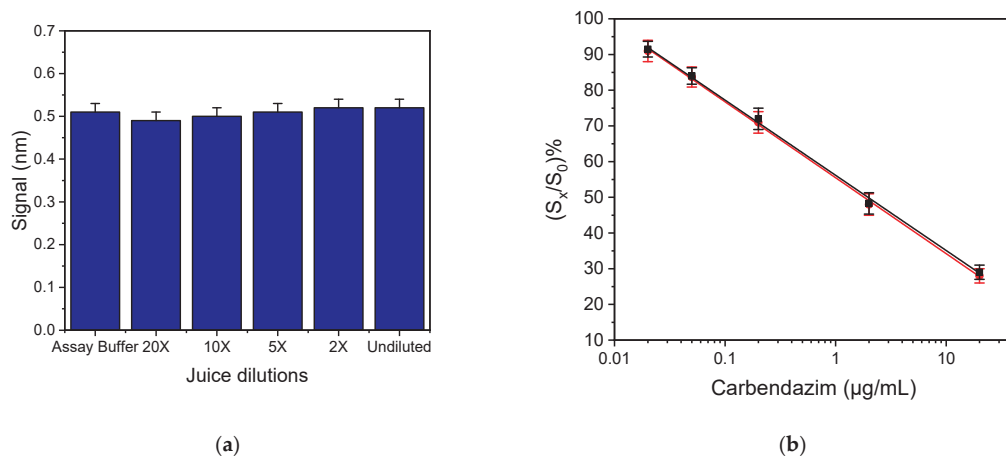 0.7
0.6
0.5
0.4
0.3
0.2
0.1
0.0
Signal (nm)
Assay Buffer 20X 10X 5X 2X Undiluted
Juice dilutions
(a)
100
90
80
70
60
50
40
30
20
10
(Sx/S0)%
0.01 0.1 1 10
Carbendazim (μg/mL)
(b)